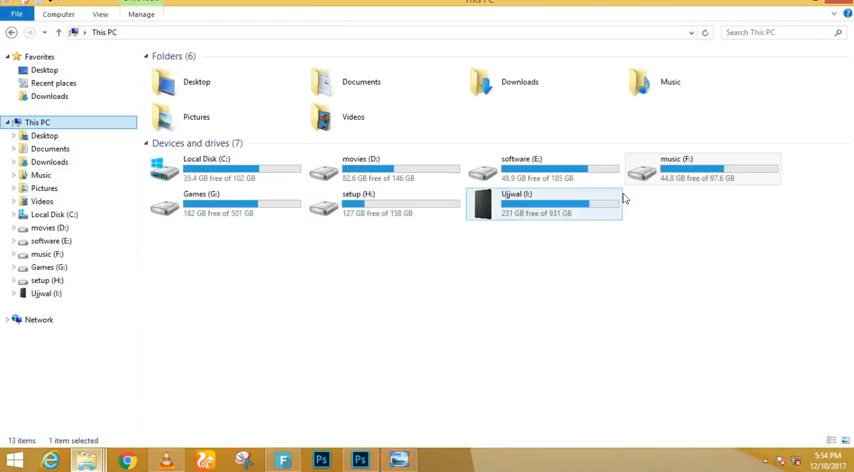 This PC
File Computer View Manage
This PC Search This PC
Favorites
Desktop
Recent places
Downloads
This PC
Desktop
Documents
Downloads
Music
Pictures
Videos
Local Disk (C:)
movies (D:)
software (E:)
music (F:)
Games (G:)
setup (H:)
Ujjwal (I:)
Network
Folders (6)
Desktop Documents Downloads Music
Pictures Videos
Devices and drives (7)
Local Disk (C:) movies (D:) software (E:) music (F:)
35.4 GB free of 102 GB 82.6 GB free of 146 GB 48.9 GB free of 185 GB 44.8 GB free of 97.6 GB
Games (G:) setup (H:) Ujjwal (I:)
182 GB free of 501 GB 127 GB free of 158 GB 231 GB free of 931 GB
13 items 1 item selected
F Ps Ps
5:54 PM
12/10/2017